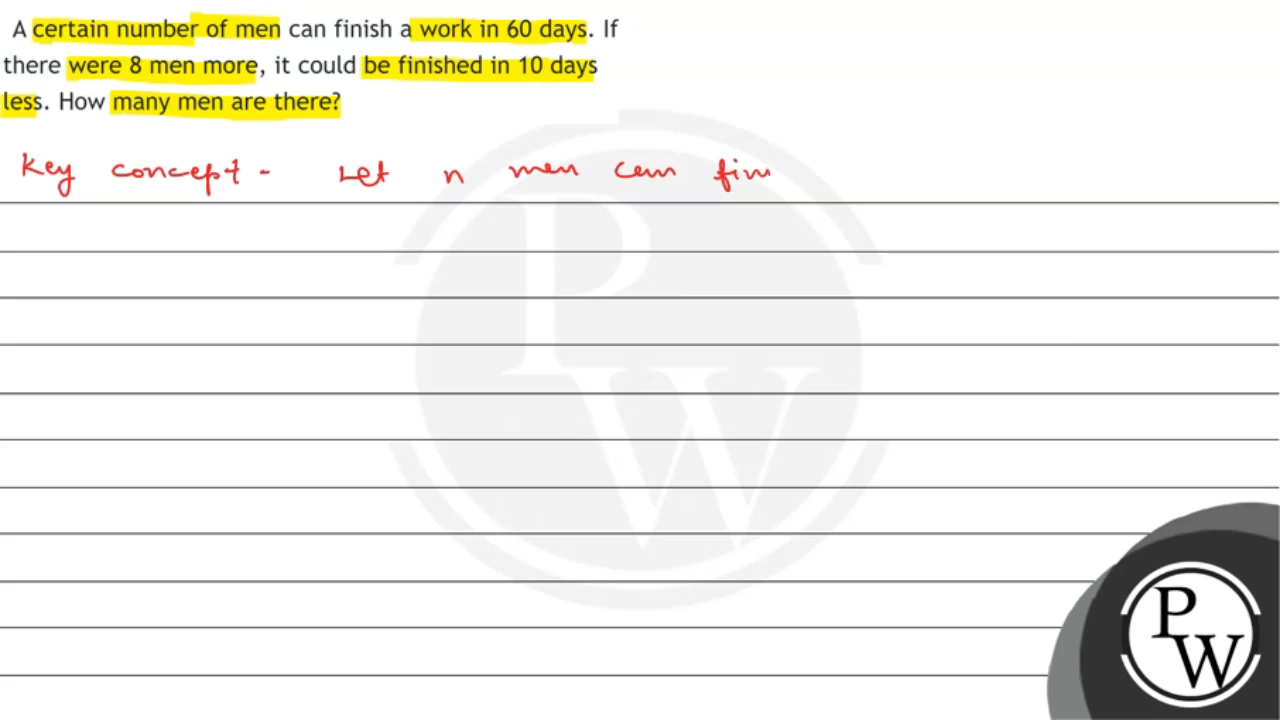 A certain number of men can finish a work in 60 days. If
there were 8 men more, it could be finished in 10 days
less. How many men are there?
Key concept - Let n men can fin
P
W
P
W